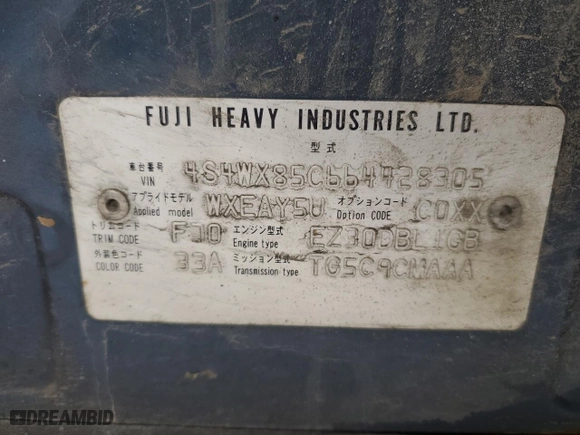 FUJI HEAVY INDUSTRIES LTD.
型式
車台番号 VIN 4S4WX85C664428305
アプライドモデル Applied model WXEAY5U オプションコード Option CODE C0XX
トリムコード TRIM CODE F30 エンジン型式 Engine type EZ30DBL1GB
外装色コード COLOR CODE 33A ミッション型式 Transmission type TG5C9CMAAA
DREAMBID